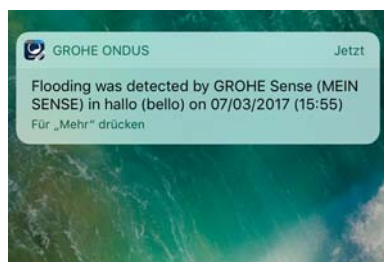 GROHE ONDUS Jetzt
Flooding was detected by GROHE Sense (MEIN
SENSE) in hallo (bello) on 07/03/2017 (15:55)
Für „Mehr“ drücken